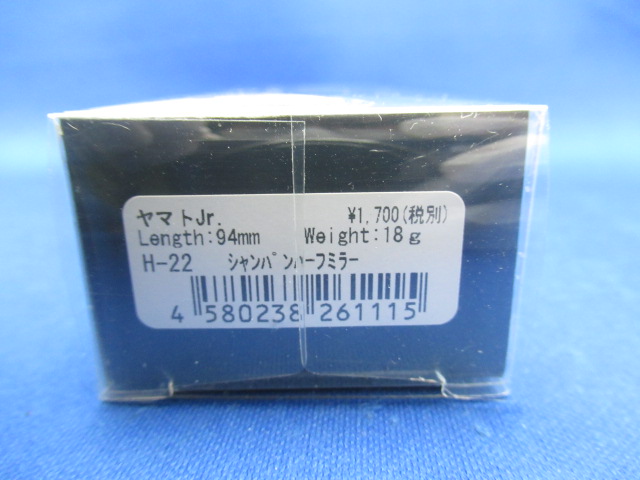 ヤマトJr. ¥1,700(税別)
Length:94mm Weight:18g
H-22 シャンパンハーフミラー
4 580238 261115